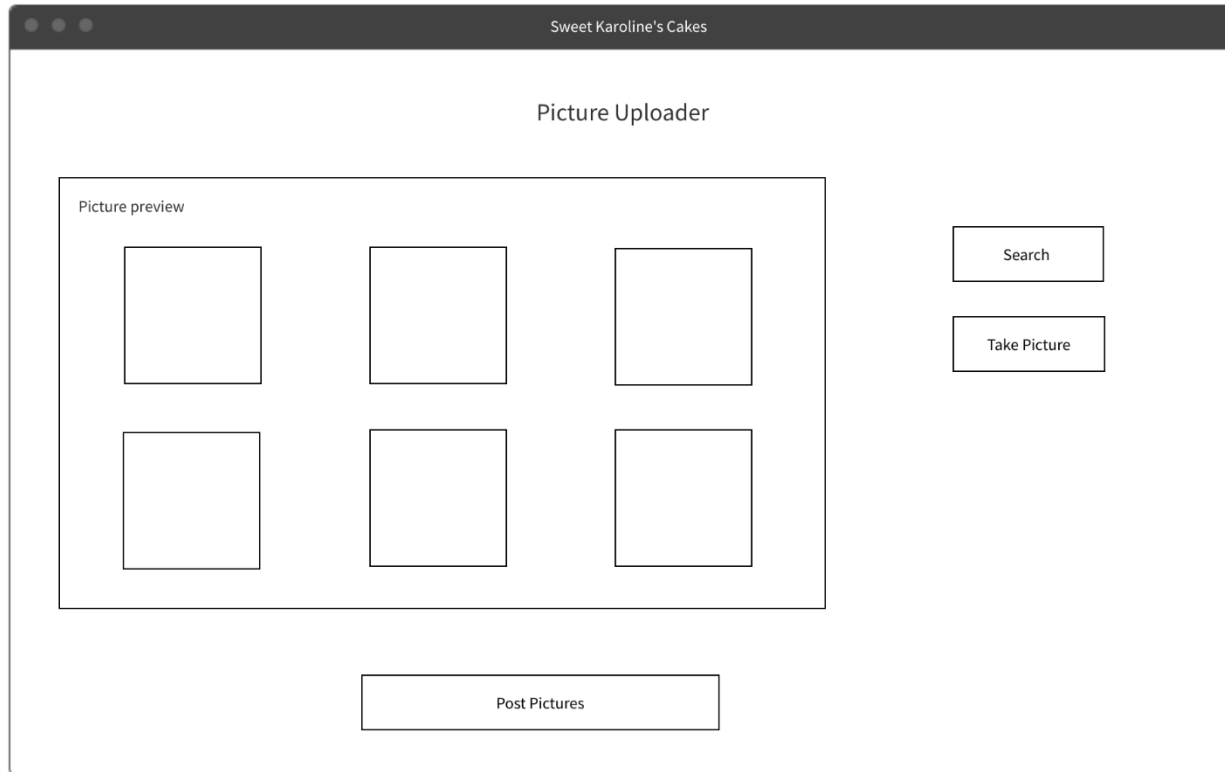 Sweet Karoline's Cakes
Picture Uploader
Picture preview
Search
Take Picture
Post Pictures